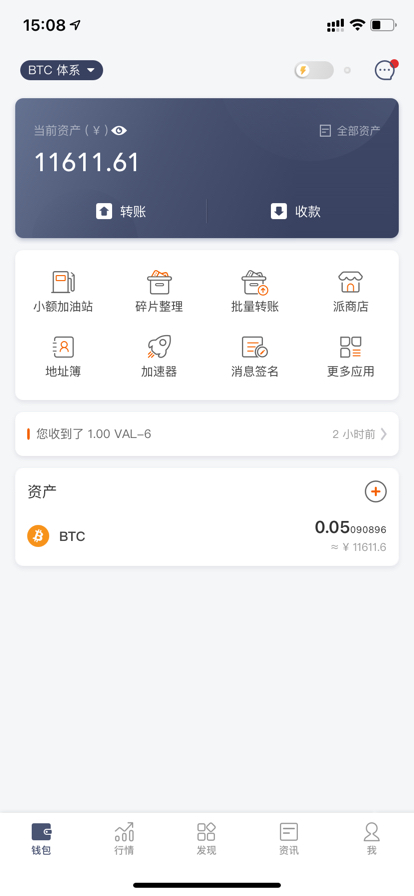 15:08
BTC 体系
当前资产 ( ¥ )
全部资产
11611.61
转账
收款
小额加油站
碎片整理
批量转账
派商店
地址簿
加速器
消息签名
更多应用
您收到了 1.00 VAL-6
2 小时前
资产
BTC
0.05090896
≈ ¥ 11611.6
钱包
行情
发现
资讯
我